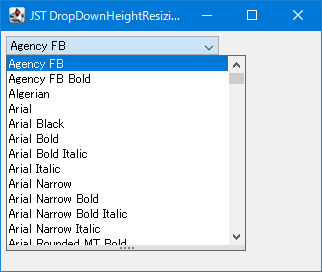 JST DropDownHeightResizi...
Agency FB
Agency FB
Agency FB Bold
Algerian
Arial
Arial Black
Arial Bold
Arial Bold Italic
Arial Italic
Arial Narrow
Arial Narrow Bold
Arial Narrow Bold Italic
Arial Narrow Italic
Arial Rounded MT Bold